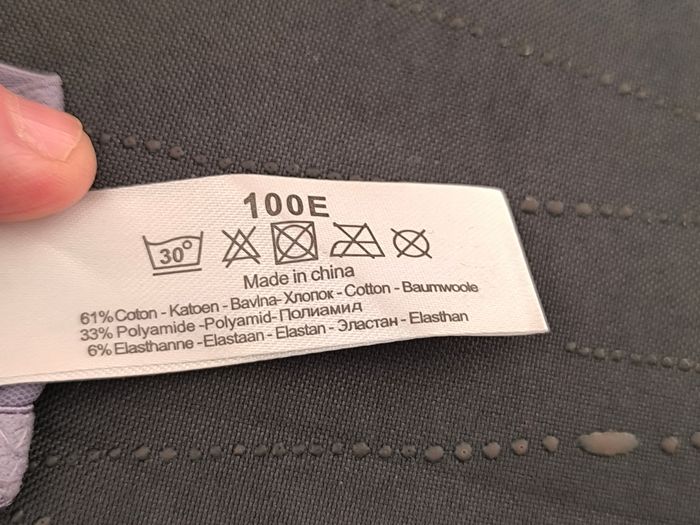 100E
30°
Made in china
61% Coton - Katoen - Bavlna- Хлопок - Cotton - Baumwoole
33% Polyamide -Polyamid- Полиамид
6% Elasthanne -Elastaan - Elastan - Эластан - Elasthan